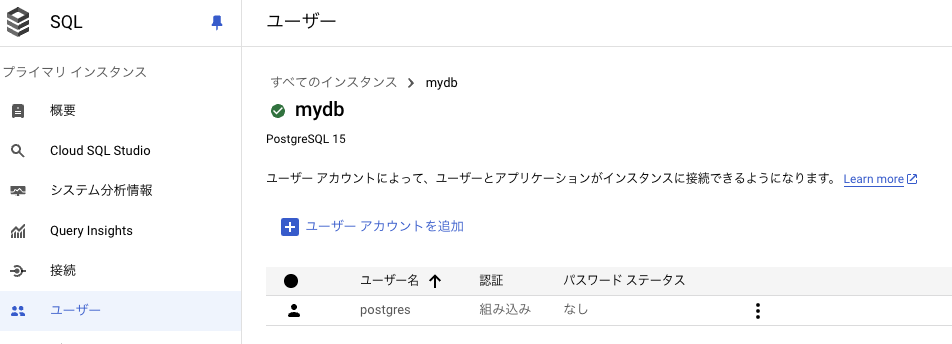 SQL
ユーザー
プライマリ インスタンス
概要
Cloud SQL Studio
システム分析情報
Query Insights
接続
ユーザー
すべてのインスタンス
mydb
mydb
PostgreSQL 15
ユーザー アカウントによって、ユーザーとアプリケーションがインスタンスに接続できるようになります。 Learn more
ユーザー アカウントを追加
ユーザー名 認証 パスワード ステータス
postgres 組み込み なし